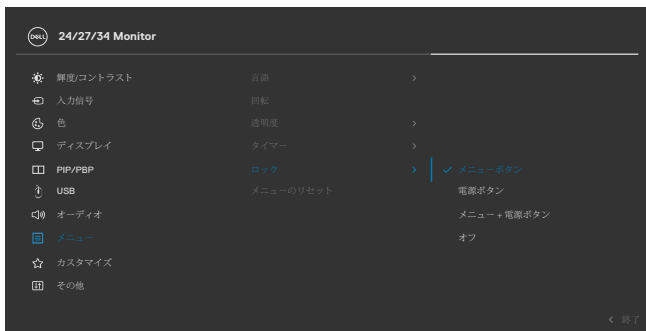 DELL
24/27/34 Monitor
輝度/コントラスト
言語
入力信号
回転
色
透明度
ディスプレイ
タイマー
PIP/PBP
ロック
メニューボタン
USB
メニューのリセット
電源ボタン
オーディオ
メニュー + 電源ボタン
メニュー
オフ
カスタマイズ
その他
終了